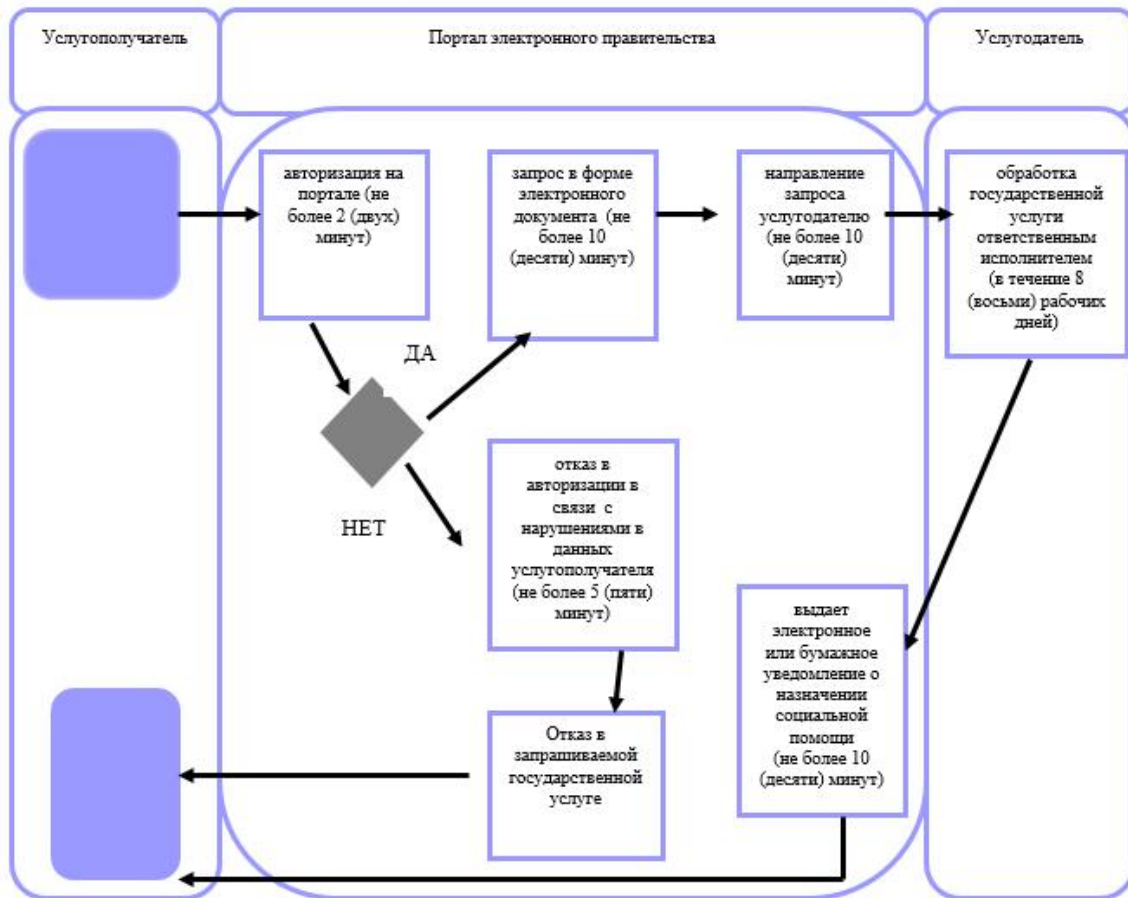 Услугополучатель
Портал электронного правительства
Услугодатель
авторизация на
портале (не
более 2 (двух)
минут)
запрос в форме
электронного
документа (не
более 10
(десяти) минут)
направление
запроса
услугодателю
(не более 10
(десяти)
минут)
обработка
государственной
услуги
ответственным
исполнителем
(в течение 8
(восьми) рабочих
дней)
ДА
НЕТ
отказ в
авторизации в
связи с
нарушениями в
данных
услугополучателя
(не более 5 (пяти)
минут)
выдает
электронное
или бумажное
уведомление о
назначении
социальной
помощи
(не более 10
(десяти) минут)
Отказ в
запрашиваемой
государственной
услуге